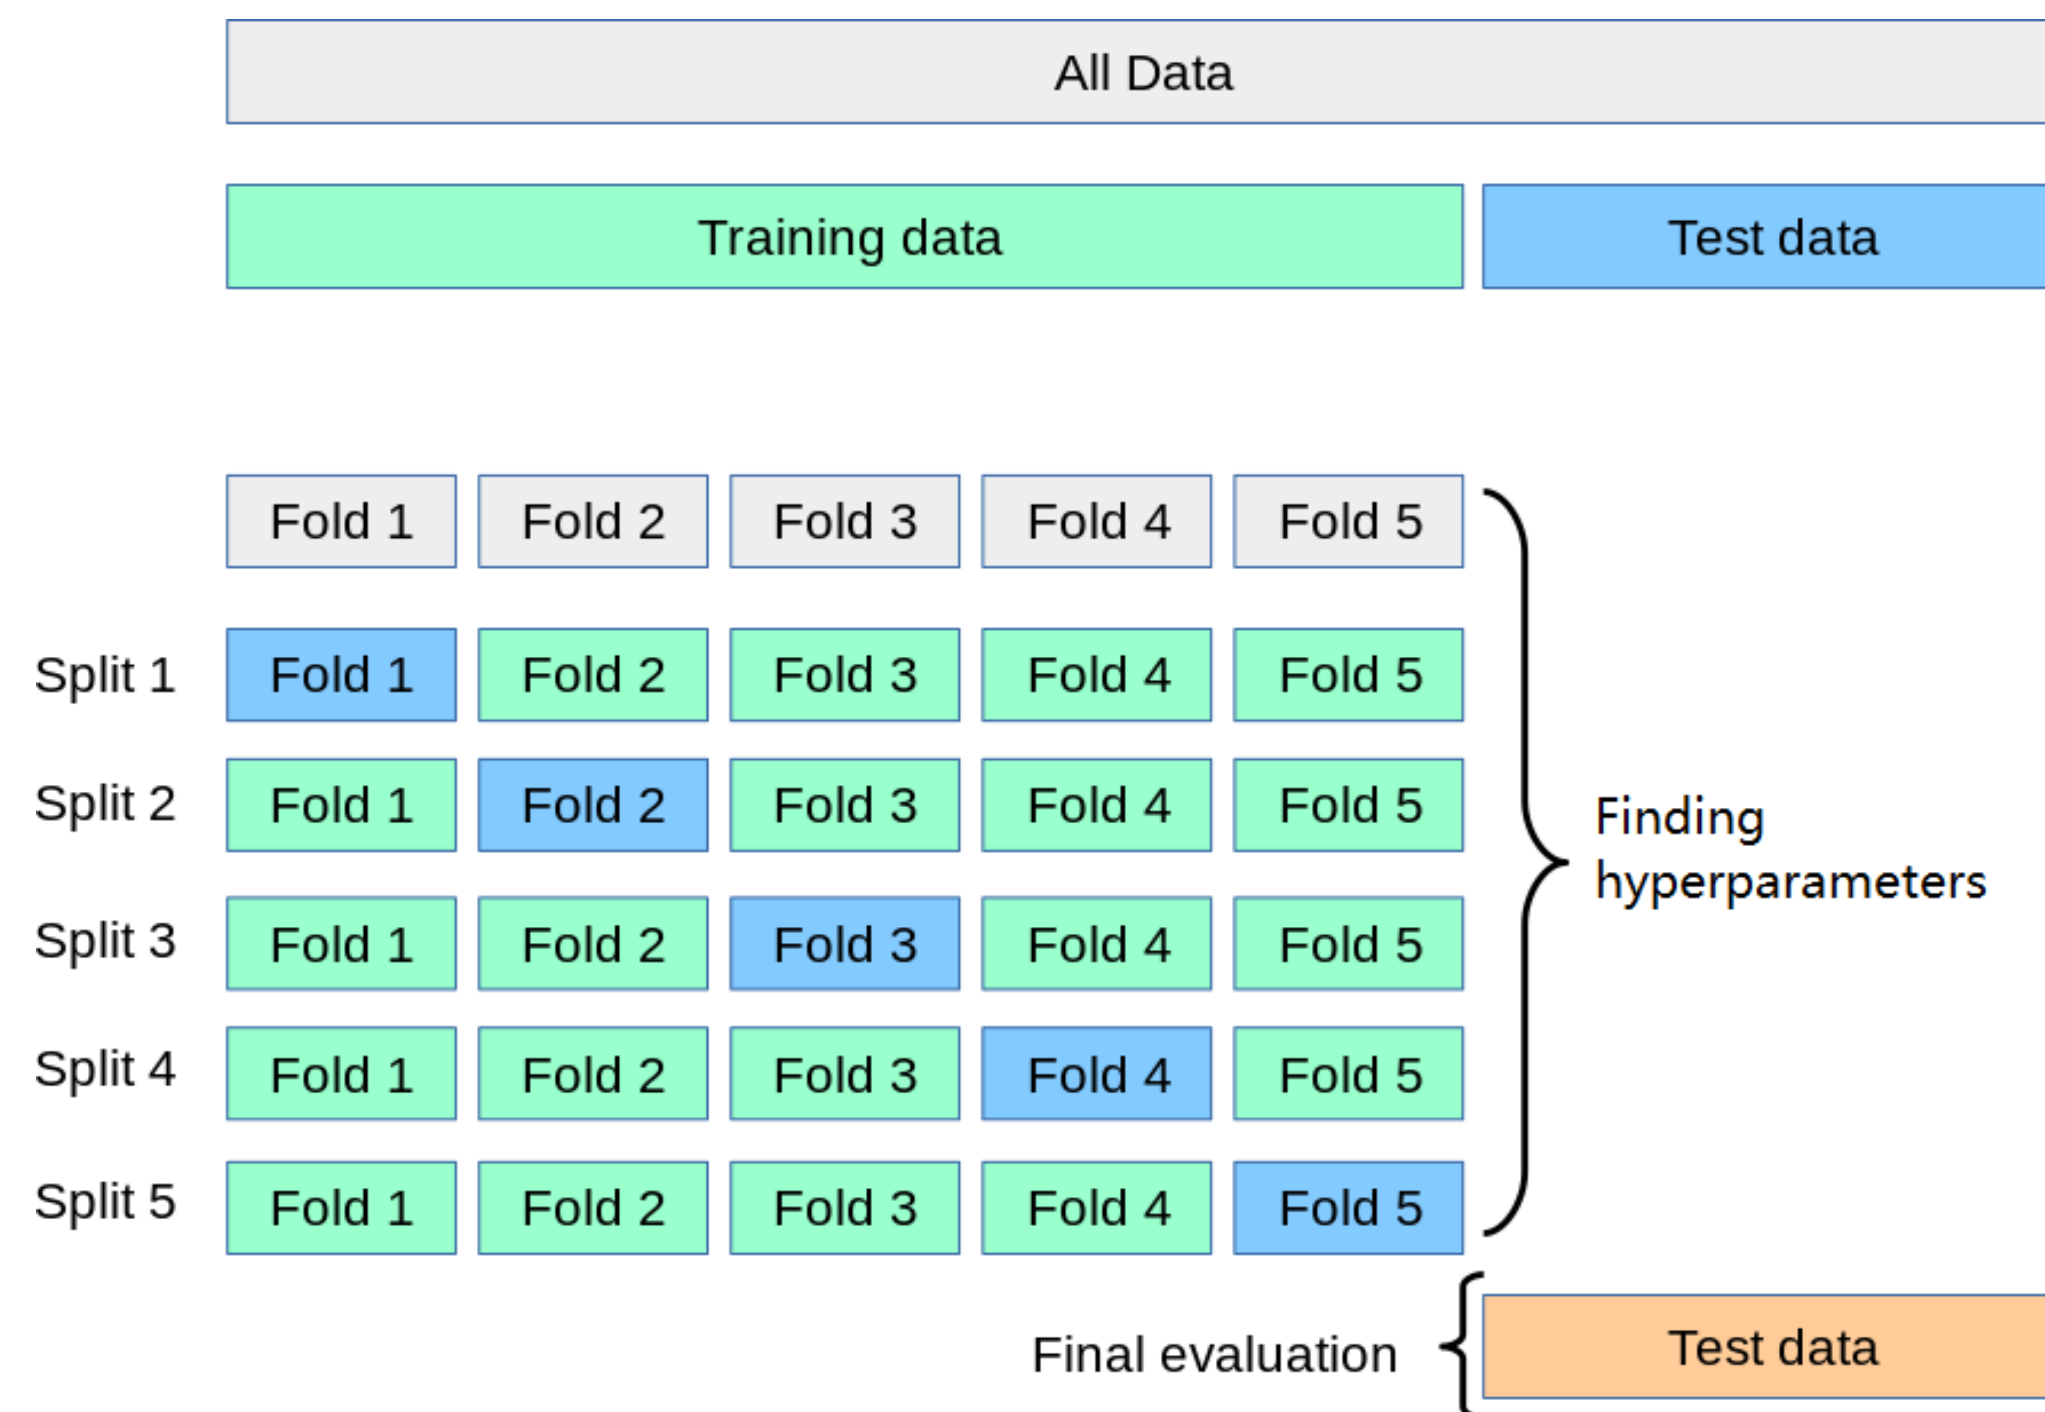 All Data
Training data Test data
Fold 1 Fold 2 Fold 3 Fold 4 Fold 5
Split 1 Fold 1 Fold 2 Fold 3 Fold 4 Fold 5
Split 2 Fold 1 Fold 2 Fold 3 Fold 4 Fold 5
Finding
hyperparameters
Split 3 Fold 1 Fold 2 Fold 3 Fold 4 Fold 5
Split 4 Fold 1 Fold 2 Fold 3 Fold 4 Fold 5
Split 5 Fold 1 Fold 2 Fold 3 Fold 4 Fold 5
Final evaluation Test data